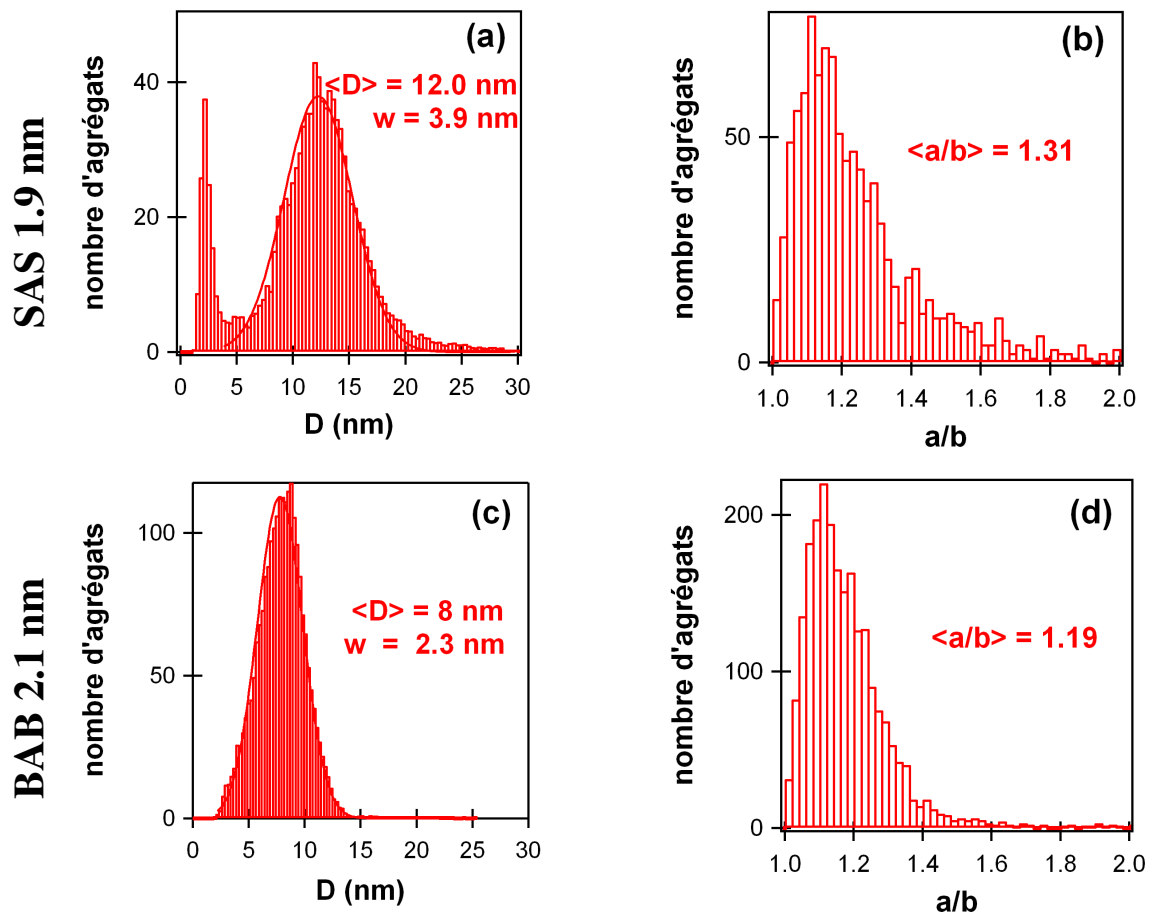 SAS 1.9 nm
(a)
<D> = 12.0 nm
w = 3.9 nm
nombre d'agrégats
40
20
0
0 5 10 15 20 25 30
D (nm)
(b)
<a/b> = 1.31
nombre d'agrégats
50
0
1.0 1.2 1.4 1.6 1.8 2.0
a/b
BAB 2.1 nm
(c)
<D> = 8 nm
w = 2.3 nm
nombre d'agrégats
100
50
0
0 5 10 15 20 25 30
D (nm)
(d)
<a/b> = 1.19
nombre d'agrégats
200
100
0
1.0 1.2 1.4 1.6 1.8 2.0
a/b